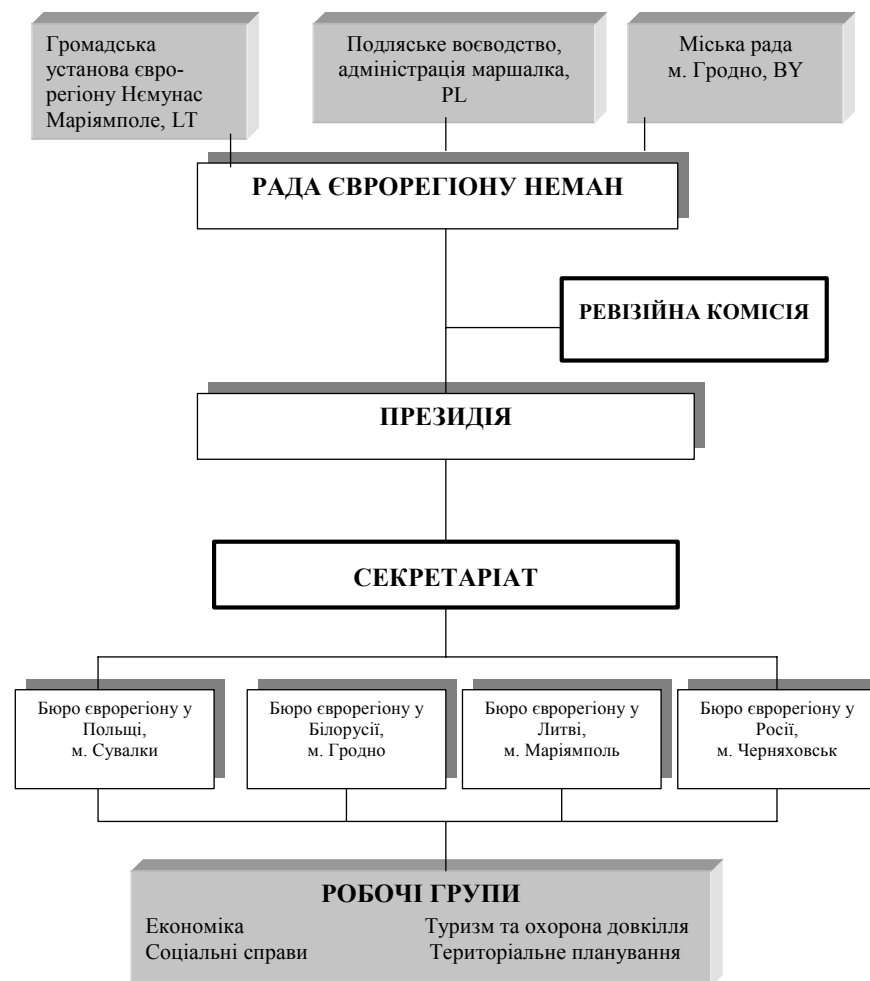 Громадська
установа євро-
регіону Нємунас
Маріямполе, LT
Подляське воєводство,
адміністрація маршалка,
PL
Міська рада
м. Гродно, BY
РАДА ЄВРОРЕГІОНУ НЕМАН
РЕВІЗІЙНА КОМІСІЯ
ПРЕЗИДІЯ
СЕКРЕТАРІАТ
Бюро єврорегіону у
Польщі,
м. Сувалки
Бюро єврорегіону у
Білорусії,
м. Гродно
Бюро єврорегіону у
Литві,
м. Маріямполь
Бюро єврорегіону у
Росії,
м. Черняховськ
РОБОЧІ ГРУПИ
Економіка Туризм та охорона довкілля
Соціальні справи Територіальне планування